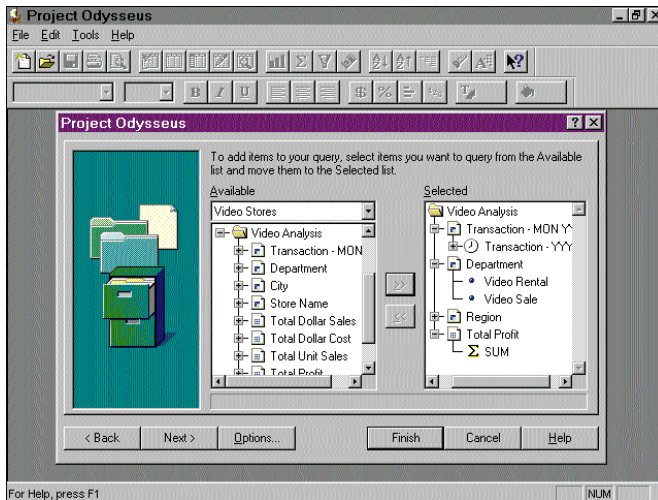 Project Odysseus
File Edit Tools Help
B I U $ %
Project Odysseus
To add items to your query, select items you want to query from the Available
list and move them to the Selected list.
Available
Video Stores
Video Analysis
Transaction - MON
Department
City
Store Name
Total Dollar Sales
Total Dollar Cost
Total Unit Sales
Total Profit
>>
<<
Selected
Video Analysis
Transaction - MON YY
Transaction - YYY
Department
Video Rental
Video Sale
Region
Total Profit
Σ SUM
< Back Next > Options... Finish Cancel Help
For Help, press F1 NUM